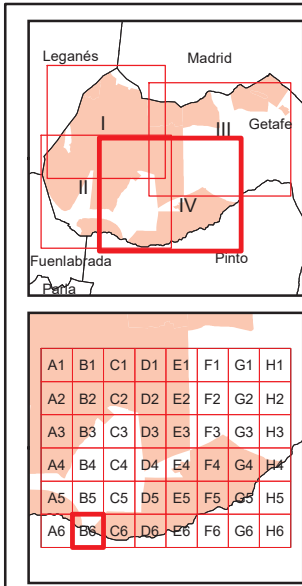 Leganés Madrid
I III
Getafe
II IV
Fuenlabrada Pinto
Parla
A1 B1 C1 D1 E1 F1 G1 H1
A2 B2 C2 D2 E2 F2 G2 H2
A3 B3 C3 D3 E3 F3 G3 H3
A4 B4 C4 D4 E4 F4 G4 H4
A5 B5 C5 D5 E5 F5 G5 H5
A6 B6 C6 D6 E6 F6 G6 H6